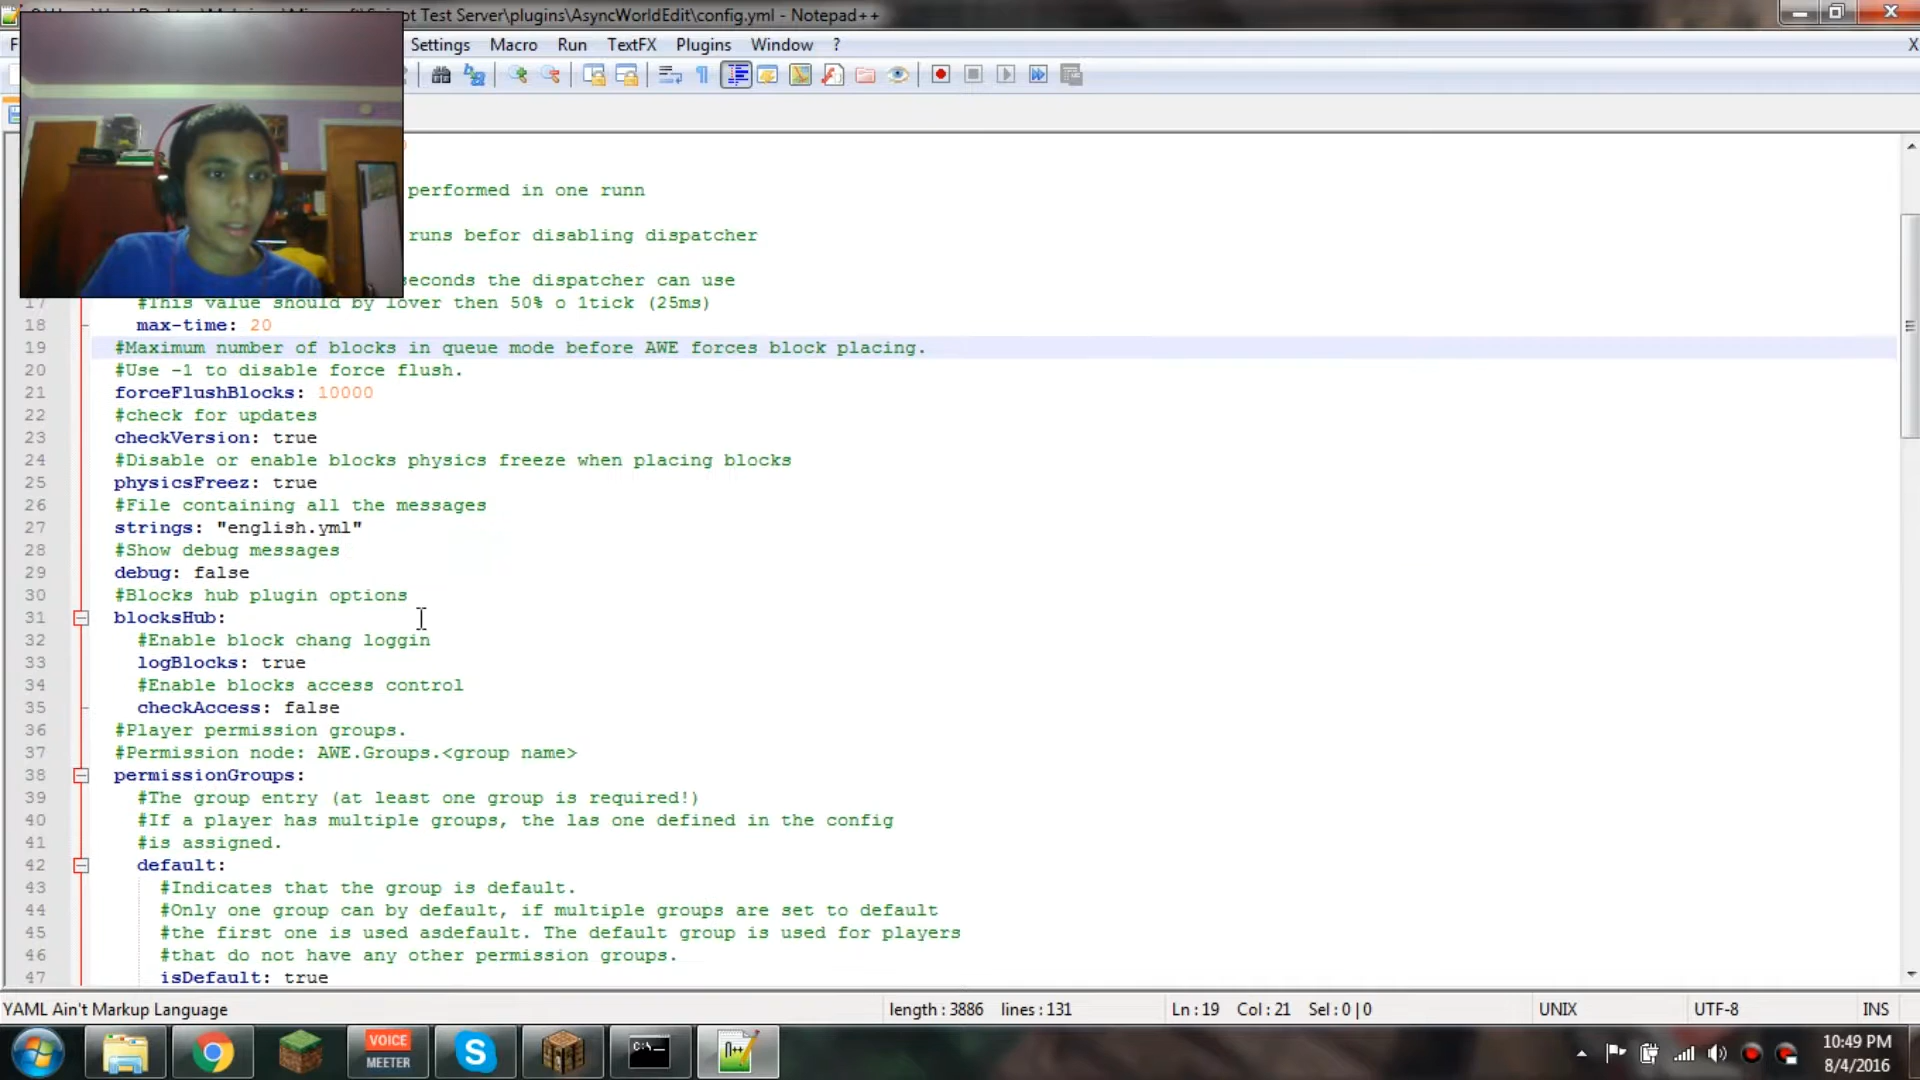 t Test Server\plugins\AsyncWorldEdit\config.yml - Notepad++
Settings Macro Run TextFX Plugins Window ? X
performed in one runn
runs befor disabling dispatcher
seconds the dispatcher can use
17 #This value should by lover then 50% o 1tick (25ms)
18 max-time: 20
19 #Maximum number of blocks in queue mode before AWE forces block placing.
20 #Use -1 to disable force flush.
21 forceFlushBlocks: 10000
22 #check for updates
23 checkVersion: true
24 #Disable or enable blocks physics freeze when placing blocks
25 physicsFreez: true
26 #File containing all the messages
27 strings: "english.yml"
28 #Show debug messages
29 debug: false
30 #Blocks hub plugin options
31 blocksHub:
32 #Enable block chang loggin
33 logBlocks: true
34 #Enable blocks access control
35 checkAccess: false
36 #Player permission groups.
37 #Permission node: AWE.Groups.<group name>
38 permissionGroups:
39 #The group entry (at least one group is required!)
40 #If a player has multiple groups, the las one defined in the config
41 #is assigned.
42 default:
43 #Indicates that the group is default.
44 #Only one group can by default, if multiple groups are set to default
45 #the first one is used asdefault. The default group is used for players
46 #that do not have any other permission groups.
47 isDefault: true
YAML Ain't Markup Language length : 3886 lines : 131 Ln : 19 Col : 21 Sel : 0 | 0 UNIX UTF-8 INS
VOICE
MEETER
10:49 PM
8/4/2016